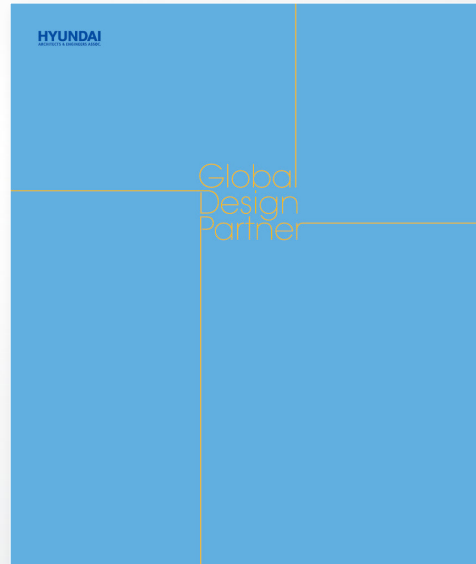 HYUNDAI
ARCHITECTS & ENGINEERS ASSOC.
Global
Design
Partner